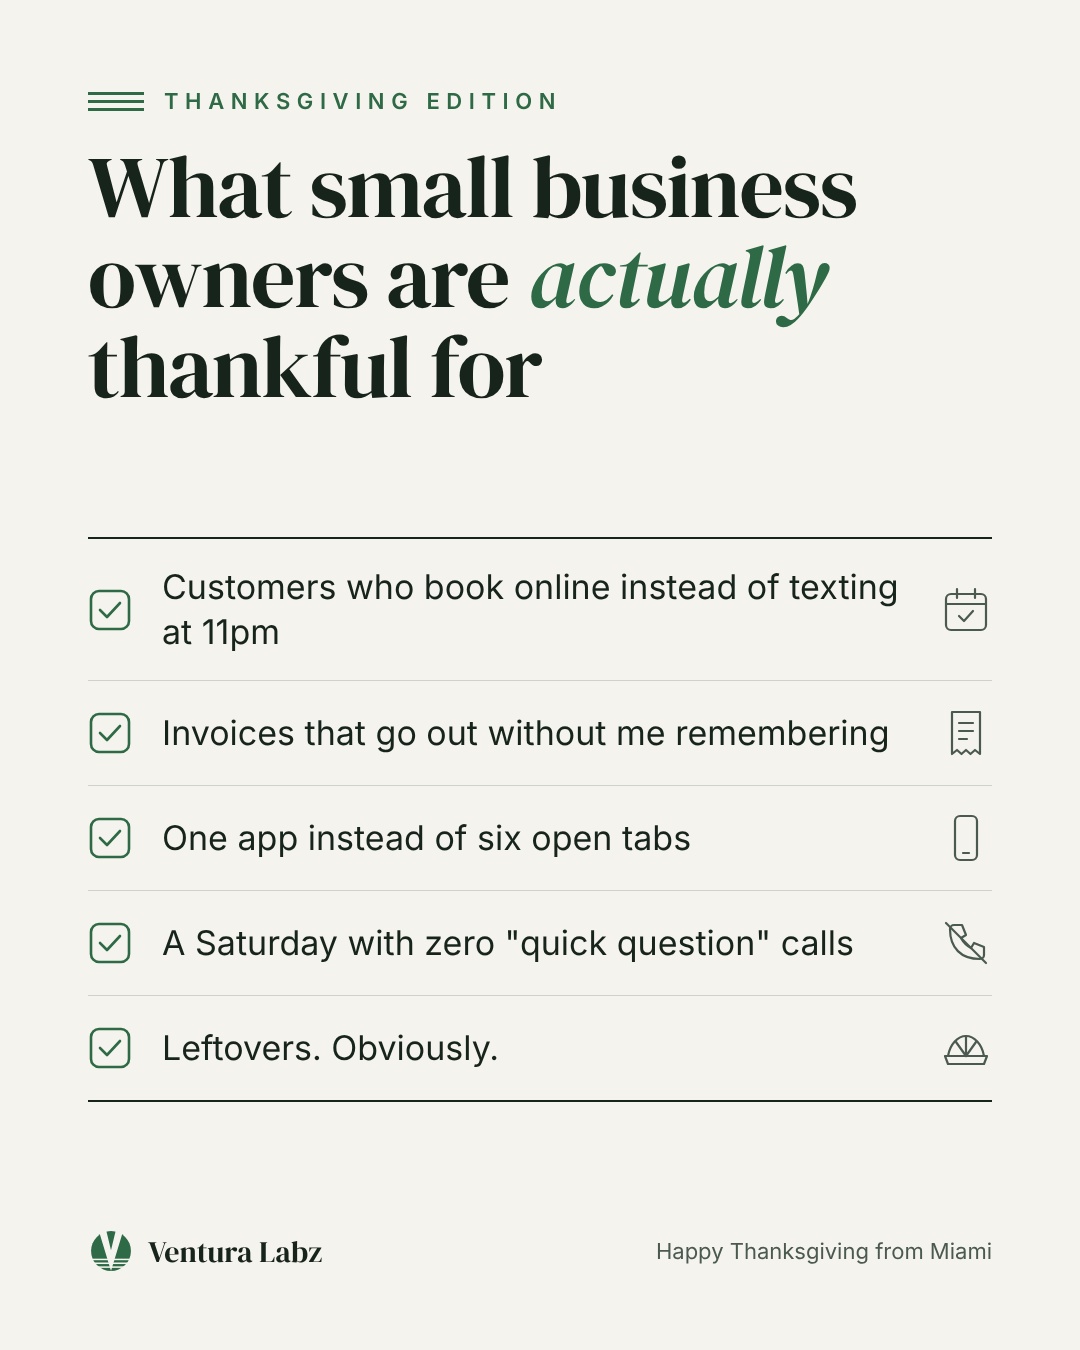 THANKSGIVING EDITION
What small business
owners are actually
thankful for
Customers who book online instead of texting
at 11pm
Invoices that go out without me remembering
One app instead of six open tabs
A Saturday with zero "quick question" calls
Leftovers. Obviously.
Ventura Labz
Happy Thanksgiving from Miami